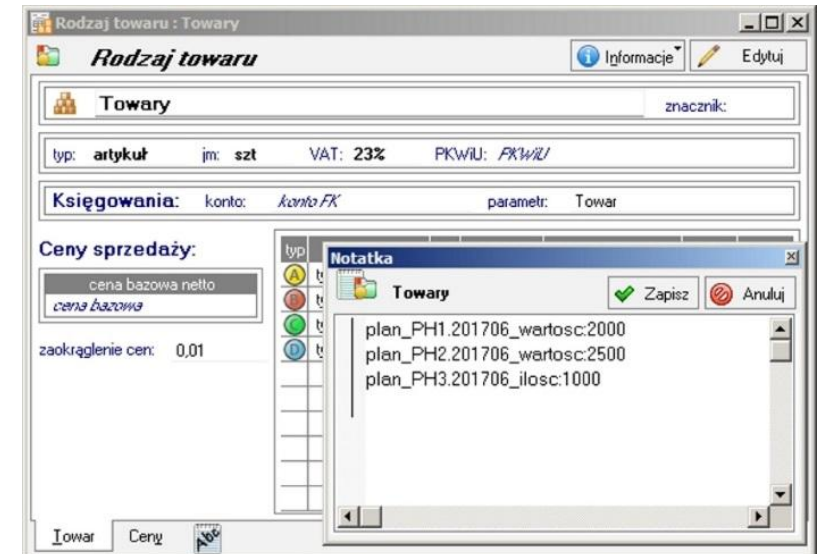 Rodzaj towaru : Towary
Rodzaj towaru
Informacje
Edytuj
Towary
znacznik:
typ: artykuł jm: szt VAT: 23% PKWiU: PKWiU
Księgowania: konto: konto FK parametr: Towar
Ceny sprzedaży:
cena bazowa netto
cena bazowa
zaokrąglenie cen: 0,01
typ
A
B
C
D
Notatka
Towary
Zapisz
Anuluj
plan_PH1.201706_wartosc:2000
plan_PH2.201706_wartosc:2500
plan_PH3.201706_ilosc:1000
Towar Ceny Abc